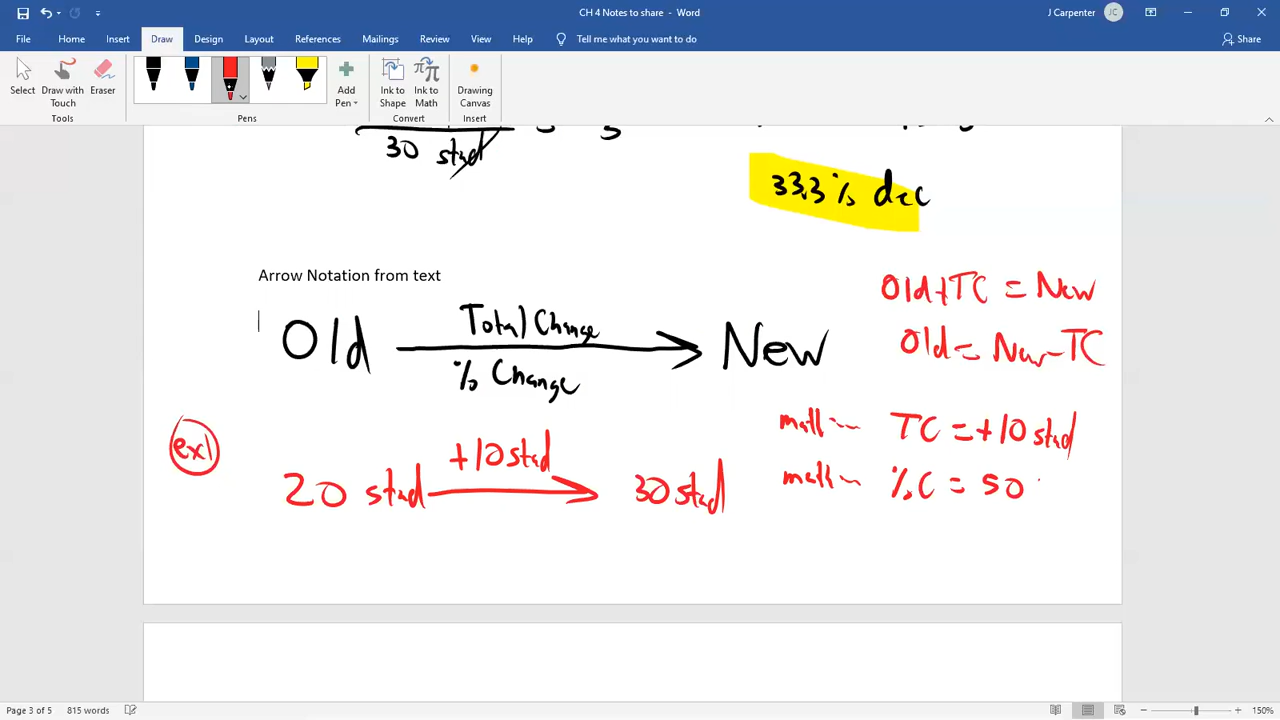 CH 4 Notes to share - Word
J Carpenter JC
File Home Insert Draw Design Layout References Mailings Review View Help Tell me what you want to do Share
Select Draw with Touch Eraser Add Pen Ink to Shape Ink to Math Drawing Canvas
Tools Pens Convert Insert
30 stud
33.3% dec
Arrow Notation from text
Old Total Change New
% Change
Old+TC = New
Old = New-TC
ex1
20 stud +10 stud 30 stud
math TC = +10 stud
math %C = 50
Page 3 of 5 815 words 150%